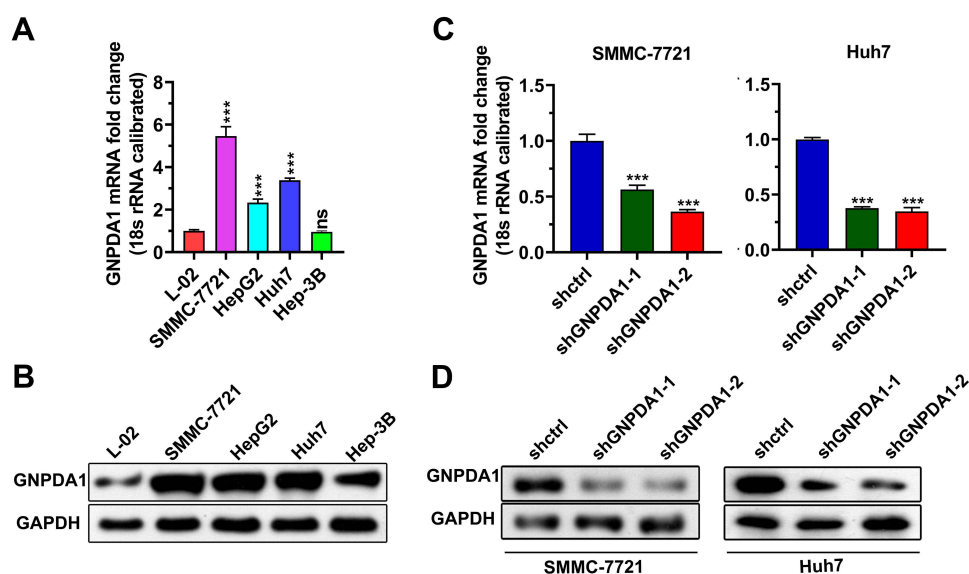 A
GNPDA1 mRNA fold change
(18s rRNA calibrated)
8
6
4
2
0
***
***
***
ns
L-02
SMMC-7721
HepG2
Huh7
Hep-3B
C
SMMC-7721
GNPDA1 mRNA fold change
(18s rRNA calibrated)
1.5
1.0
0.5
0.0
***
***
shctrl
shGNPDA1-1
shGNPDA1-2
Huh7
1.5
1.0
0.5
0.0
***
***
shctrl
shGNPDA1-1
shGNPDA1-2
B
L-02
SMMC-7721
HepG2
Huh7
Hep-3B
GNPDA1
GAPDH
D
shctrl
shGNPDA1-1
shGNPDA1-2
shctrl
shGNPDA1-1
shGNPDA1-2
GNPDA1
GAPDH
SMMC-7721
Huh7